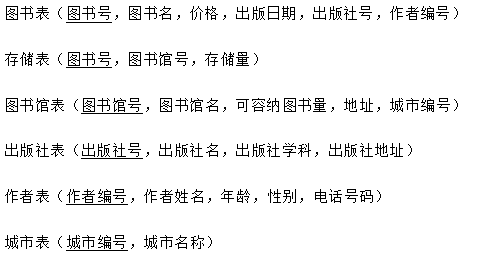 图书表（图书号，图书名，价格，出版日期，出版社号，作者编号）
存储表（图书号，图书馆号，存储量）
图书馆表（图书馆号，图书馆名，可容纳图书量，地址，城市编号）
出版社表（出版社号，出版社名，出版社学科，出版社地址）
作者表（作者编号，作者姓名，年龄，性别，电话号码）
城市表（城市编号，城市名称）